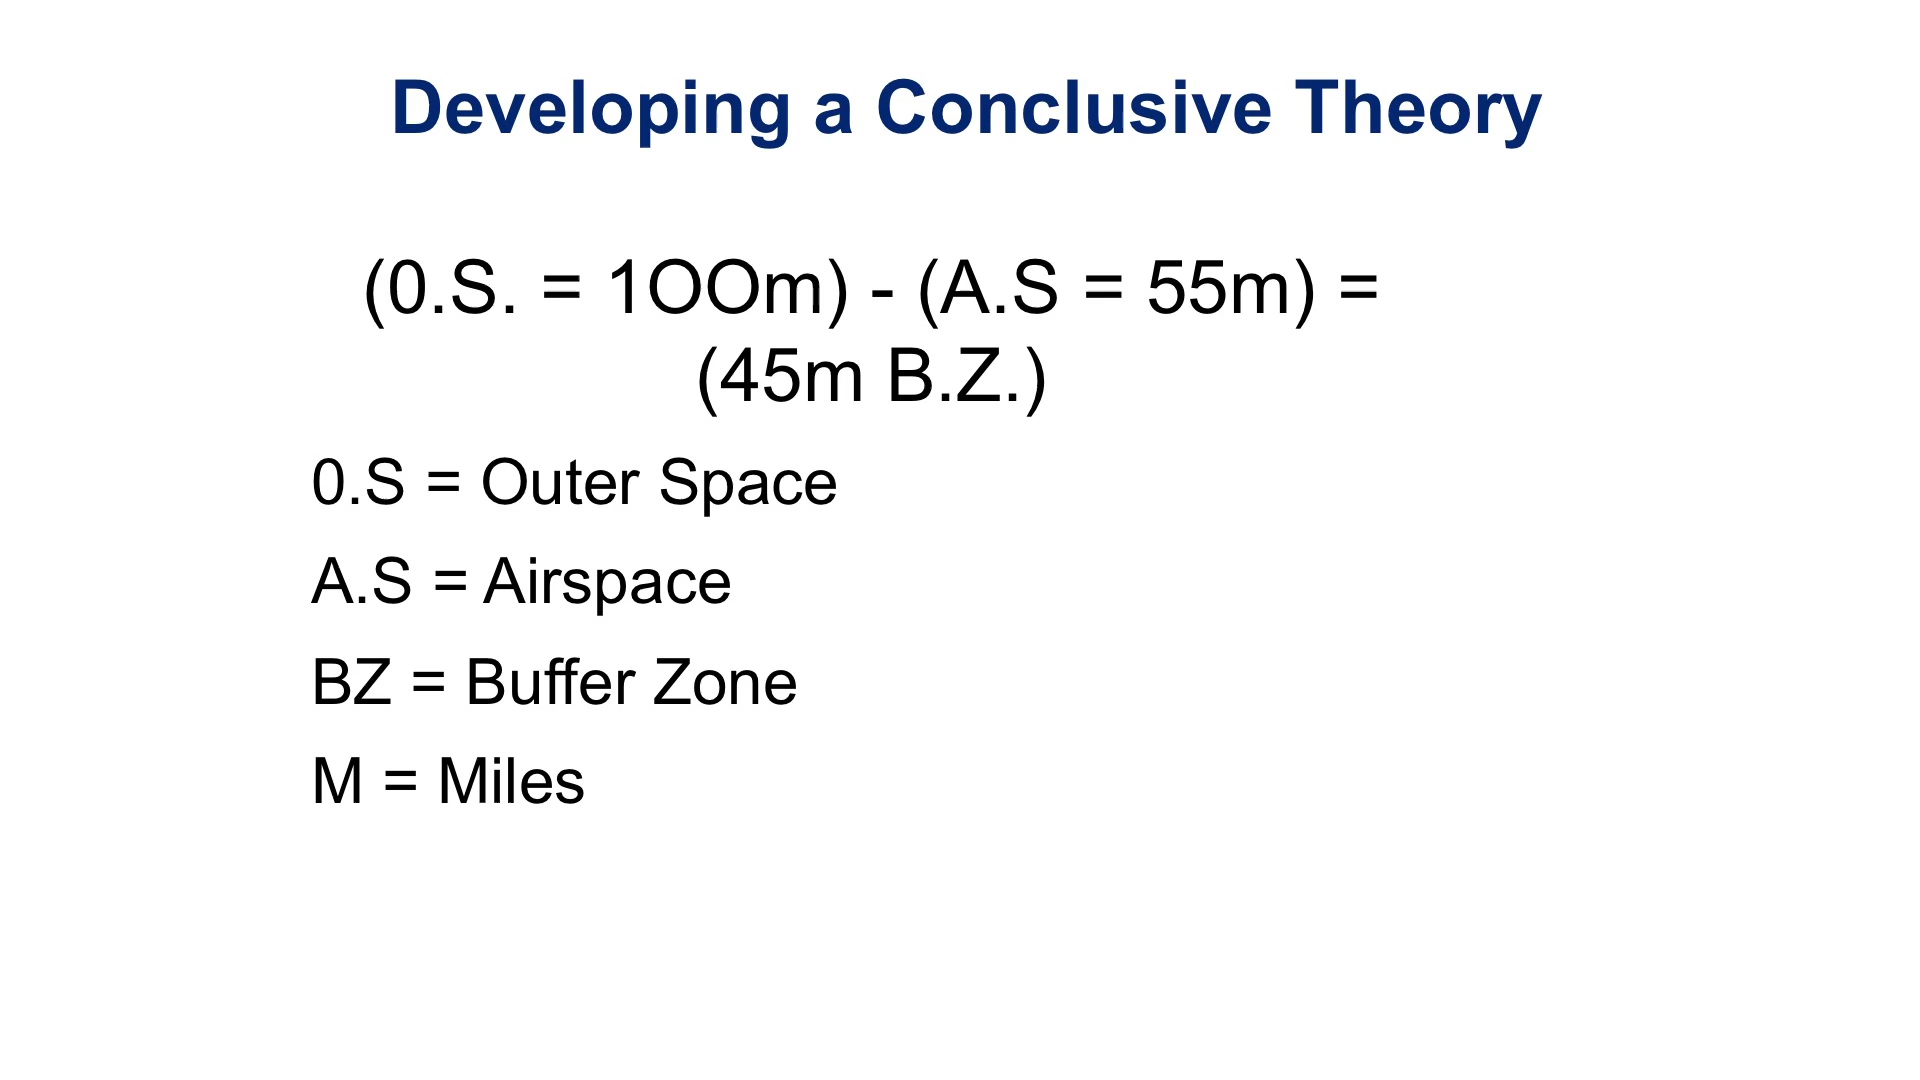 Developing a Conclusive Theory
(0.S. = 1OOm) - (A.S = 55m) =
(45m B.Z.)
0.S = Outer Space
A.S = Airspace
BZ = Buffer Zone
M = Miles